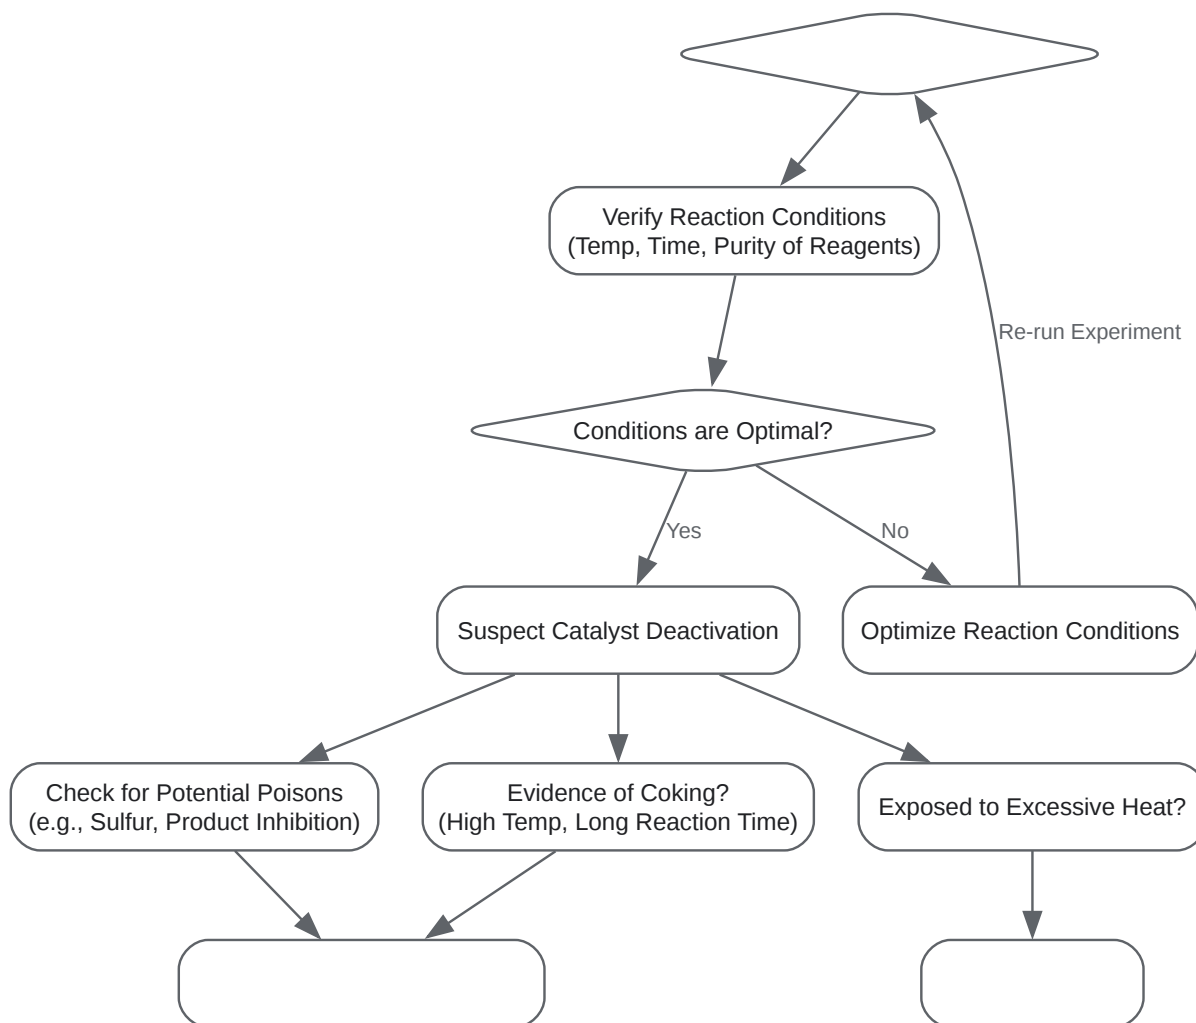 Verify Reaction Conditions
(Temp, Time, Purity of Reagents)
Re-run Experiment
Conditions are Optimal?
Yes
No
Suspect Catalyst Deactivation
Optimize Reaction Conditions
Check for Potential Poisons
(e.g., Sulfur, Product Inhibition)
Evidence of Coking?
(High Temp, Long Reaction Time)
Exposed to Excessive Heat?